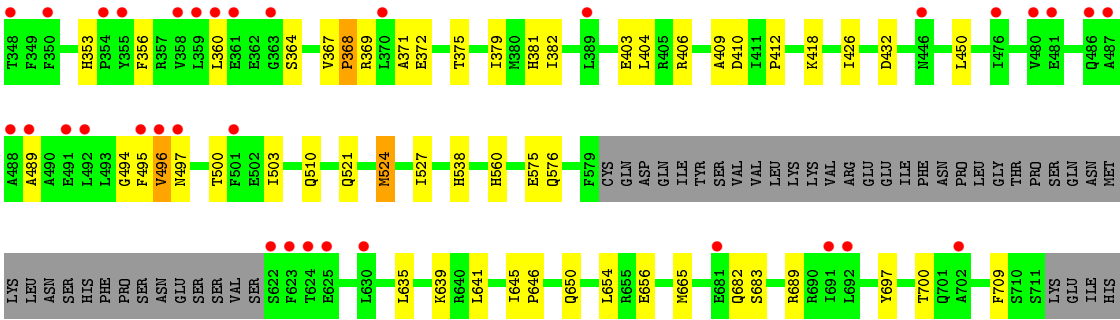 T348 F349 F350 H353 P354 Y355 F356 R357 V358 L359 L360 E361 E362 G363 S364 V367 P368 R369 L370 A371 E372 T375 I379 M380 H381 I382 L389 E403 L404 R405 R406 A409 D410 I411 P412 K418 I426 D432 N446 L450 I476 V480 E481 Q486 A487
A488 A489 A490 E491 L492 L493 G494 F495 V496 N497 T500 F501 E502 I503 Q510 Q521 M524 I527 H538 H560 E575 Q576 F579 CYS GLN ASP GLN ILE TYR SER VAL VAL LEU LYS LYS VAL ARG GLU GLU ILE PHE ASN PRO LEU GLY THR PRO SER GLN ASN MET
LYS LEU ASN SER HIS PHE PRO SER ASN GLU SER SER VAL SER S622 F623 T624 E625 L630 L635 K639 R640 L641 I645 P646 Q650 L654 R655 E656 M665 E681 Q682 S683 R689 R690 I691 L692 Y697 T700 Q701 A702 F709 S710 S711 LYS GLU ILE HIS